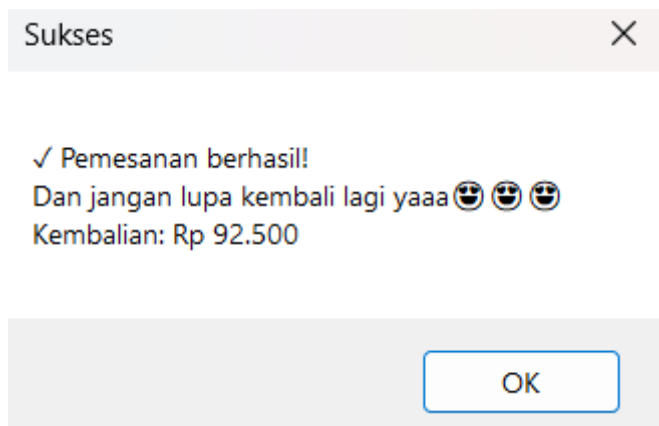 Sukses
✓ Pemesanan berhasil!
Dan jangan lupa kembali lagi yaaa😍 😍 😍
Kembalian: Rp 92.500
OK